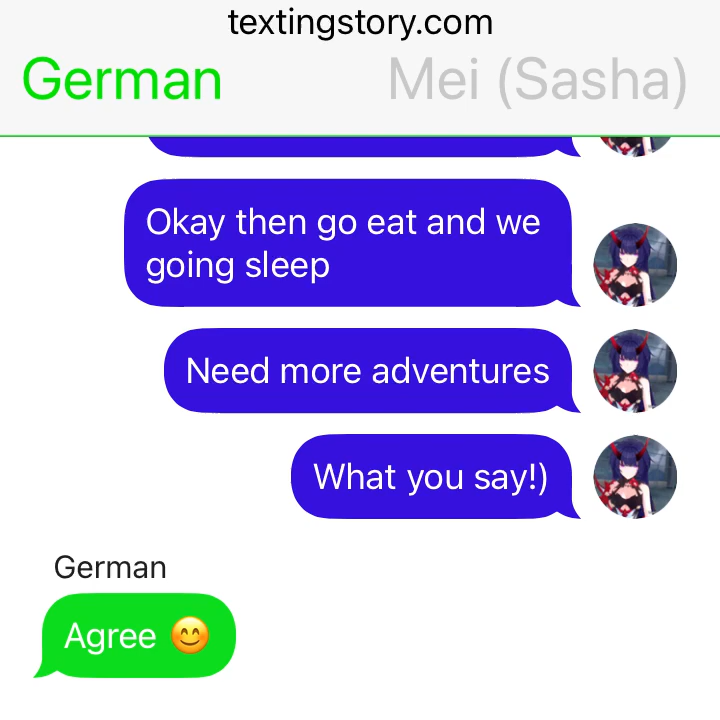 textingstory.com
German Mei (Sasha)
Okay then go eat and we
going sleep
Need more adventures
What you say!)
German
Agree 😊